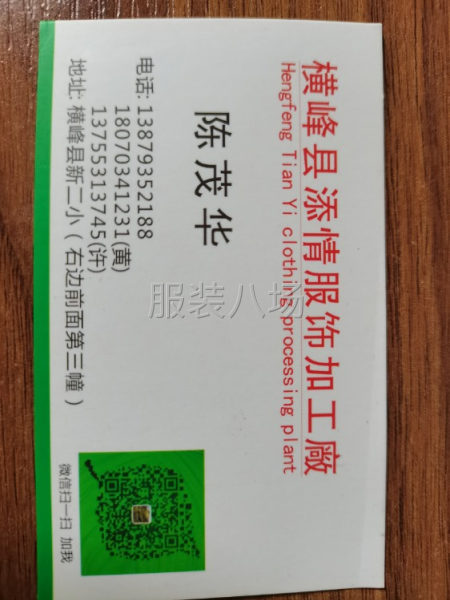 横峰县添情服饰加工廠
Hengfeng Tian Yi clothing processing plant
陈茂华
电话: 13879352188
18070341231(黄)
13755313745(许)
地址: 横峰县新二小（右边前面第三幢）
微信扫一扫 加我
服装八场